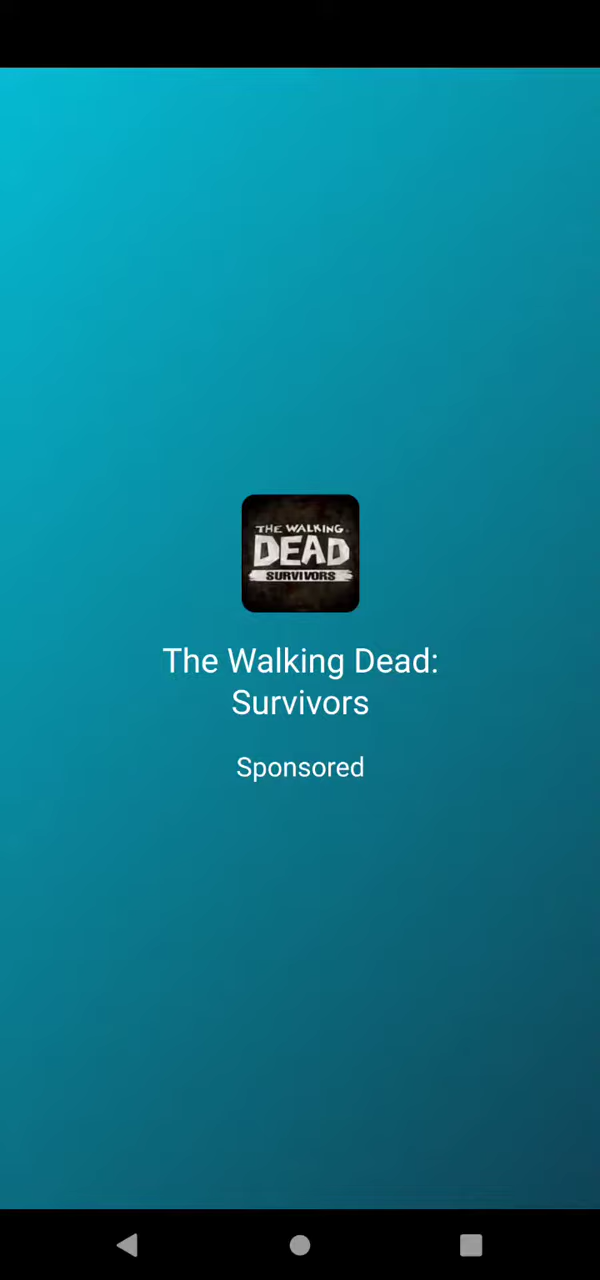 THE WALKING
DEAD
SURVIVORS
The Walking Dead:
Survivors
Sponsored